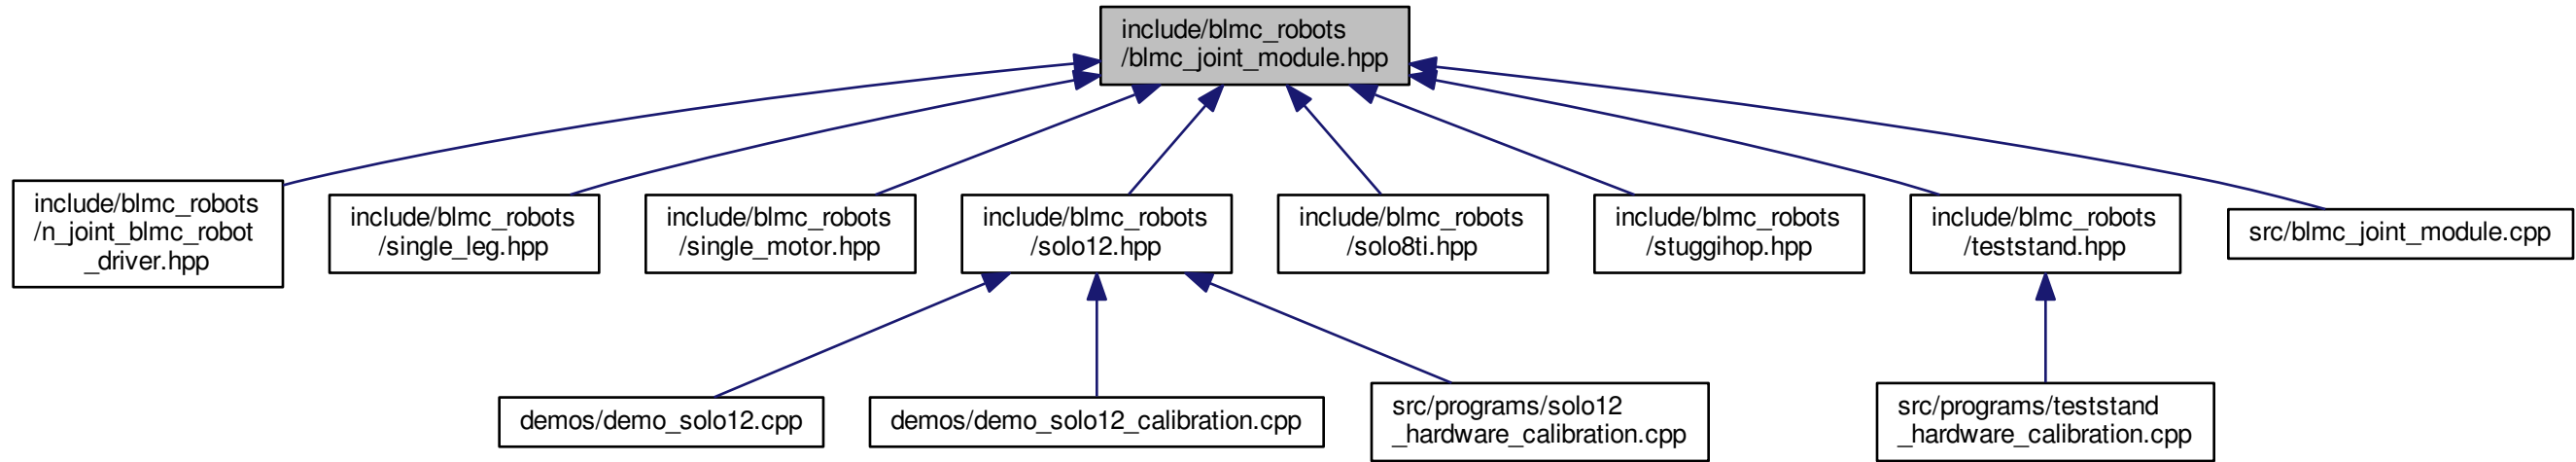 include/blmc_robots
/blmc_joint_module.hpp
include/blmc_robots
/n_joint_blmc_robot
_driver.hpp
include/blmc_robots
/single_leg.hpp
include/blmc_robots
/single_motor.hpp
include/blmc_robots
/solo12.hpp
include/blmc_robots
/solo8ti.hpp
include/blmc_robots
/stuggihop.hpp
include/blmc_robots
/teststand.hpp
src/blmc_joint_module.cpp
demos/demo_solo12.cpp
demos/demo_solo12_calibration.cpp
src/programs/solo12
_hardware_calibration.cpp
src/programs/teststand
_hardware_calibration.cpp